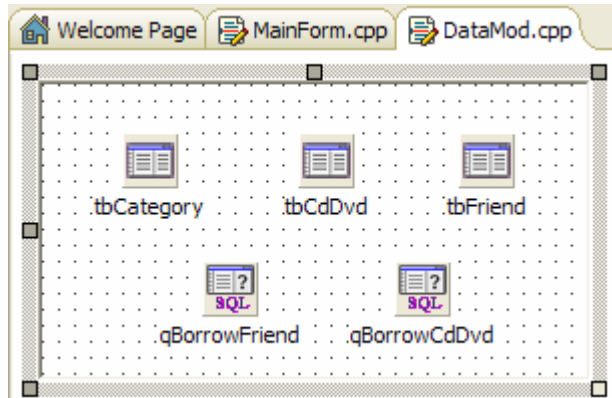 Welcome Page MainForm.cpp DataMod.cpp
tbCategory tbCdDvd tbFriend
?
SQL
?
SQL
qBorrowFriend qBorrowCdDvd